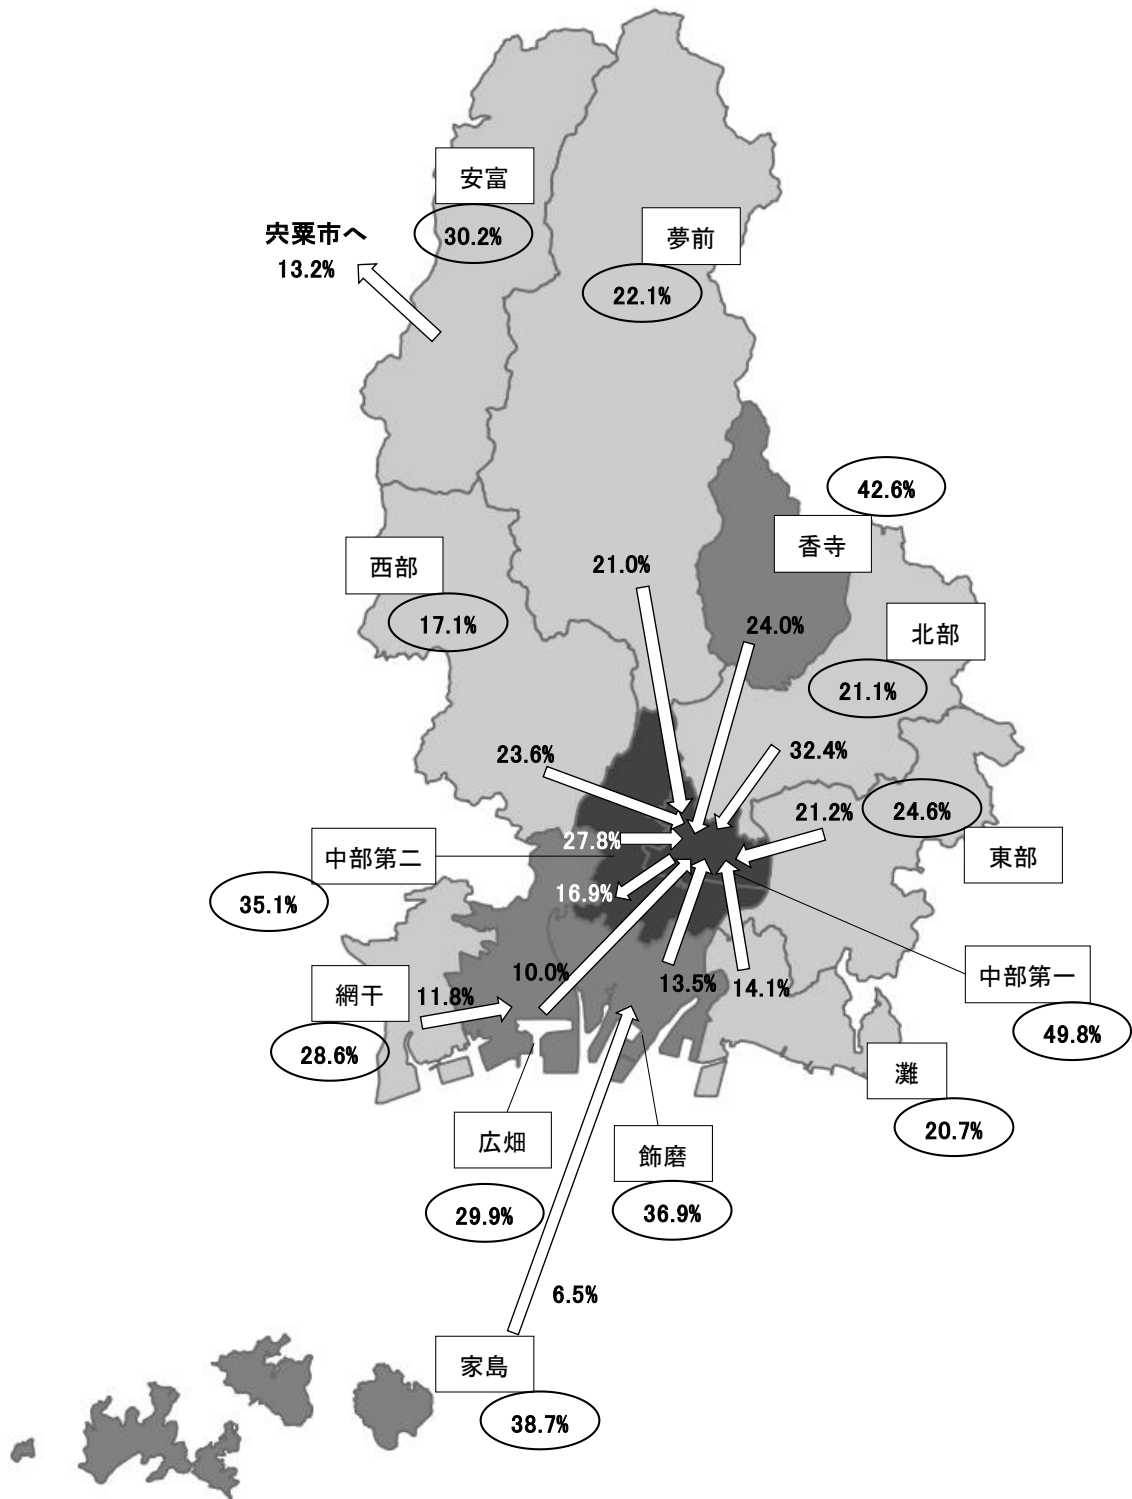 安富
30.2%
宍粟市へ
13.2%
夢前
22.1%
42.6%
香寺
西部
17.1%
21.0%
24.0%
北部
21.1%
23.6%
32.4%
21.2%
24.6%
東部
27.8%
中部第二
35.1%
16.9%
中部第一
49.8%
網干
28.6%
11.8%
10.0%
13.5%
14.1%
灘
20.7%
広畑
29.9%
飾磨
36.9%
6.5%
家島
38.7%